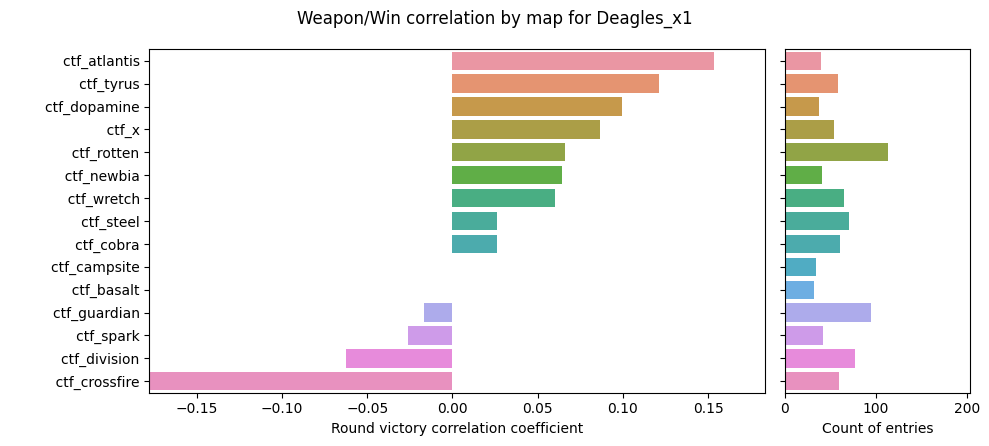 Weapon/Win correlation by map for Deagles_x1
ctf_atlantis
ctf_tyrus
ctf_dopamine
ctf_x
ctf_rotten
ctf_newbia
ctf_wretch
ctf_steel
ctf_cobra
ctf_campsite
ctf_basalt
ctf_guardian
ctf_spark
ctf_division
ctf_crossfire
−0.15 −0.10 −0.05 0.00 0.05 0.10 0.15
Round victory correlation coefficient
0 100 200
Count of entries